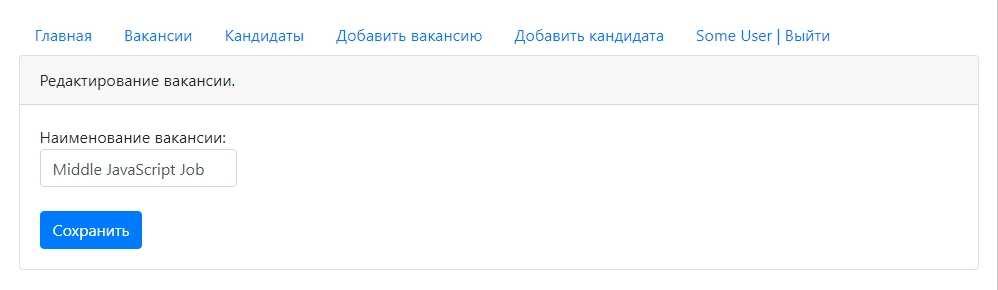 Главная Вакансии Кандидаты Добавить вакансию Добавить кандидата Some User | Выйти
Редактирование вакансии.
Наименование вакансии:
Middle JavaScript Job
Сохранить